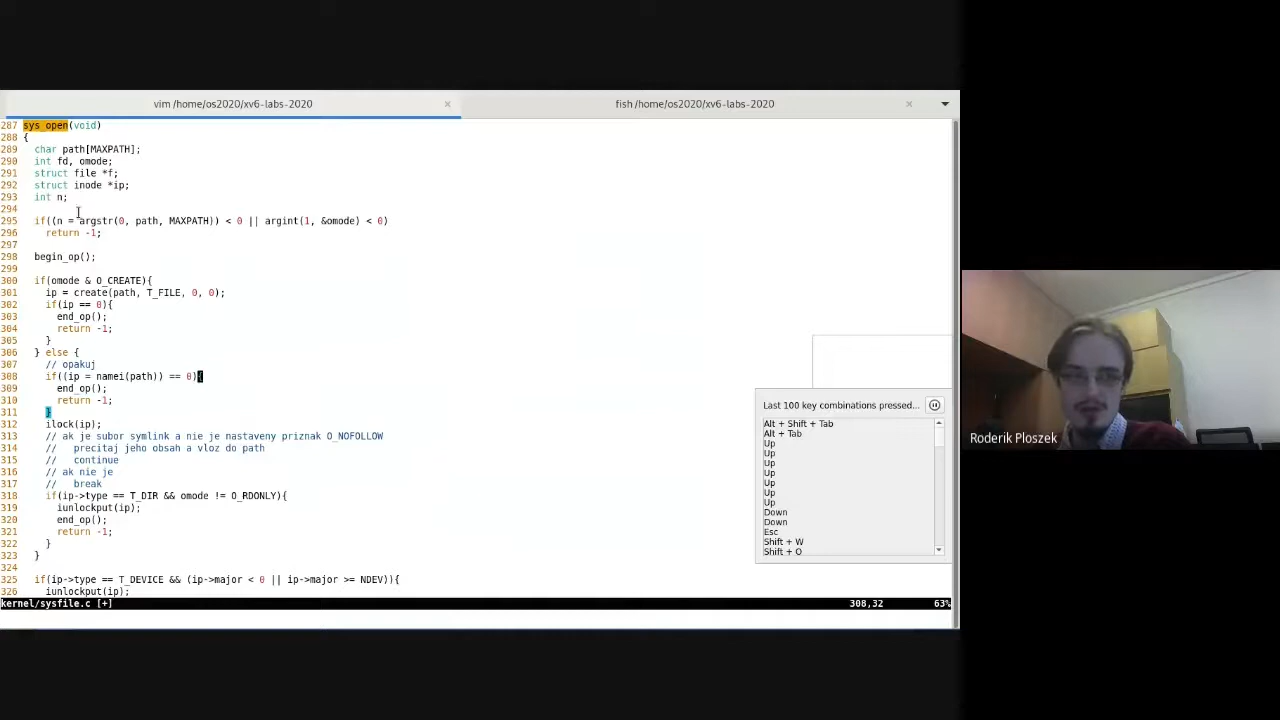 vim /home/os2020/xv6-labs-2020
fish /home/os2020/xv6-labs-2020
287 sys_open(void)
288 {
289   char path[MAXPATH];
290   int fd, omode;
291   struct file *f;
292   struct inode *ip;
293   int n;
294
295   if((n = argstr(0, path, MAXPATH)) < 0 || argint(1, &omode) < 0)
296     return -1;
297
298   begin_op();
299
300   if(omode & O_CREATE){
301     ip = create(path, T_FILE, 0, 0);
302     if(ip == 0){
303       end_op();
304       return -1;
305     }
306   } else {
307     // opakuj
308     if((ip = namei(path)) == 0){
309       end_op();
310       return -1;
311     }
312     ilock(ip);
313     // ak je subor symlink a nie je nastaveny priznak O_NOFOLLOW
314     //   precitaj jeho obsah a vloz do path
315     //   continue
316     // ak nie je
317     //   break
318     if(ip->type == T_DIR && omode != O_RDONLY){
319       iunlockput(ip);
320       end_op();
321       return -1;
322     }
323   }
324
325   if(ip->type == T_DEVICE && (ip->major < 0 || ip->major >= NDEV)){
326     iunlockput(ip);
kernel/sysfile.c [+] 308,32 63%
Last 100 key combinations pressed...
Alt + Shift + Tab
Alt + Tab
Up
Up
Up
Up
Up
Up
Up
Down
Down
Esc
Shift + W
Shift + O
Roderik Ploszek